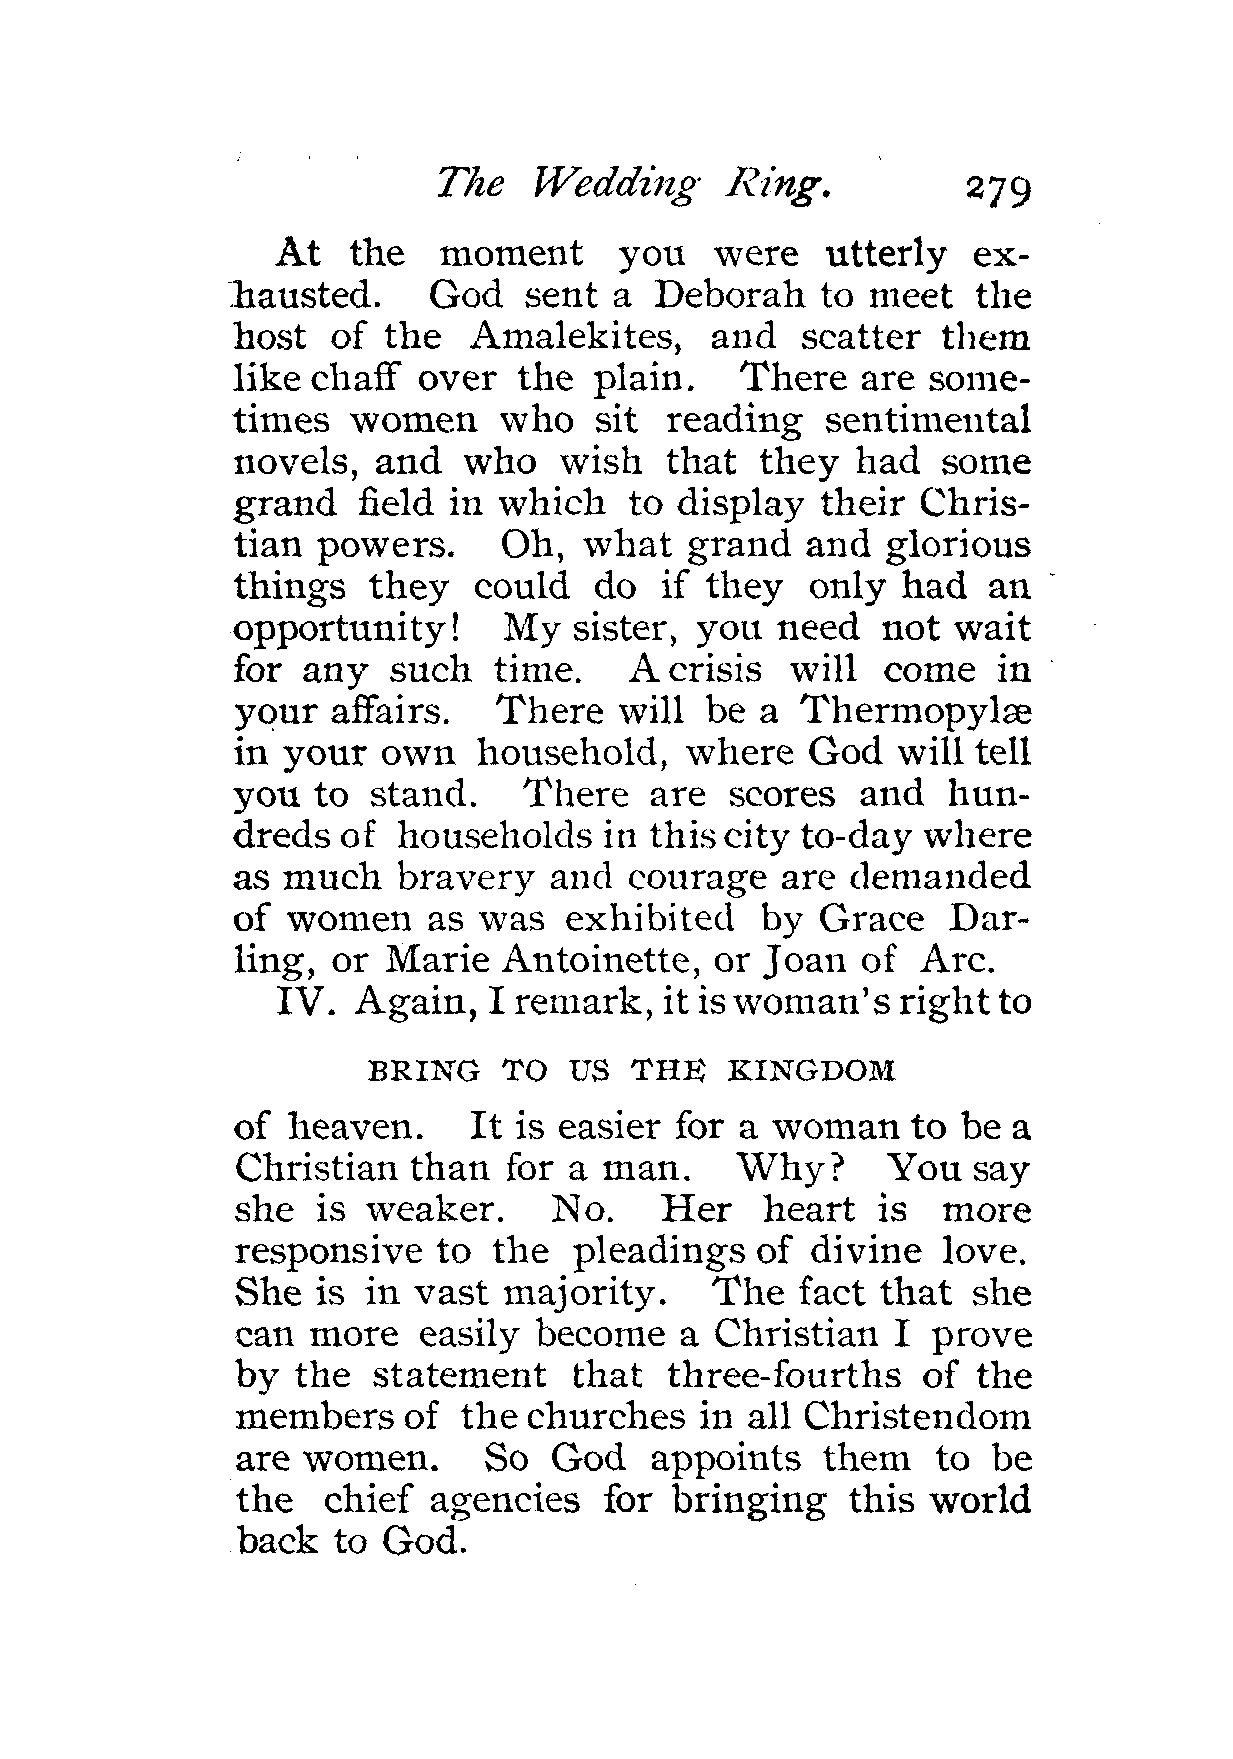 The Wedding Ring. 279
At the moment you were utterly ex-
hausted. God sent a Deborah to meet the
host of the Amalekites, and scatter them
like chaff over the plain. There are some-
times women who sit reading sentimental
novels, and who wish that they had some
grand field in which to display their Chris-
tian powers. Oh, what grand and glorious
things they could do if they only had an
opportunity! My sister, you need not wait
for any such time. A crisis will come in
your affairs. There will be a Thermopylæ
in your own household, where God will tell
you to stand. There are scores and hun-
dreds of households in this city to-day where
as much bravery and courage are demanded
of women as was exhibited by Grace Dar-
ling, or Marie Antoinette, or Joan of Arc.
IV. Again, I remark, it is woman's right to
BRING TO US THE KINGDOM
of heaven. It is easier for a woman to be a
Christian than for a man. Why? You say
she is weaker. No. Her heart is more
responsive to the pleadings of divine love.
She is in vast majority. The fact that she
can more easily become a Christian I prove
by the statement that three-fourths of the
members of the churches in all Christendom
are women. So God appoints them to be
the chief agencies for bringing this world
back to God.